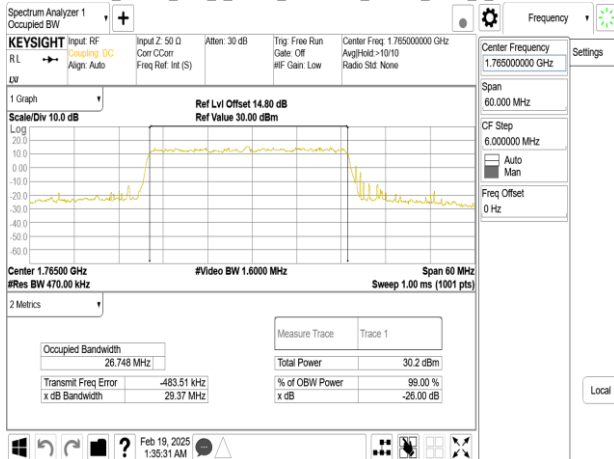 Spectrum Analyzer 1
Occupied BW
+
Frequency
KEYSIGHT
Input: RF
Input Z: 50 Ω
Atten: 30 dB
Trig: Free Run
Center Freq: 1.765000000 GHz
RL
Coupling: DC
Corr CCorr
Gate: Off
Avg|Hold:>10/10
Align: Auto
Freq Ref: Int (S)
#IF Gain: Low
Radio Std: None
LXI
Center Frequency
1.765000000 GHz
Settings
Span
60.000 MHz
CF Step
6.000000 MHz
Auto
Man
Freq Offset
0 Hz
Local
1 Graph
Scale/Div 10.0 dB
Ref Lvl Offset 14.80 dB
Ref Value 30.00 dBm
Log
20.0
10.0
0.00
-10.0
-20.0
-30.0
-40.0
-50.0
-60.0
Center 1.76500 GHz
#Video BW 1.6000 MHz
Span 60 MHz
#Res BW 470.00 kHz
Sweep 1.00 ms (1001 pts)
2 Metrics
Measure Trace
Trace 1
Occupied Bandwidth
26.748 MHz
Total Power
30.2 dBm
Transmit Freq Error
-483.51 kHz
% of OBW Power
99.00 %
x dB Bandwidth
29.37 MHz
x dB
-26.00 dB
?
Feb 19, 2025
1:35:31 AM